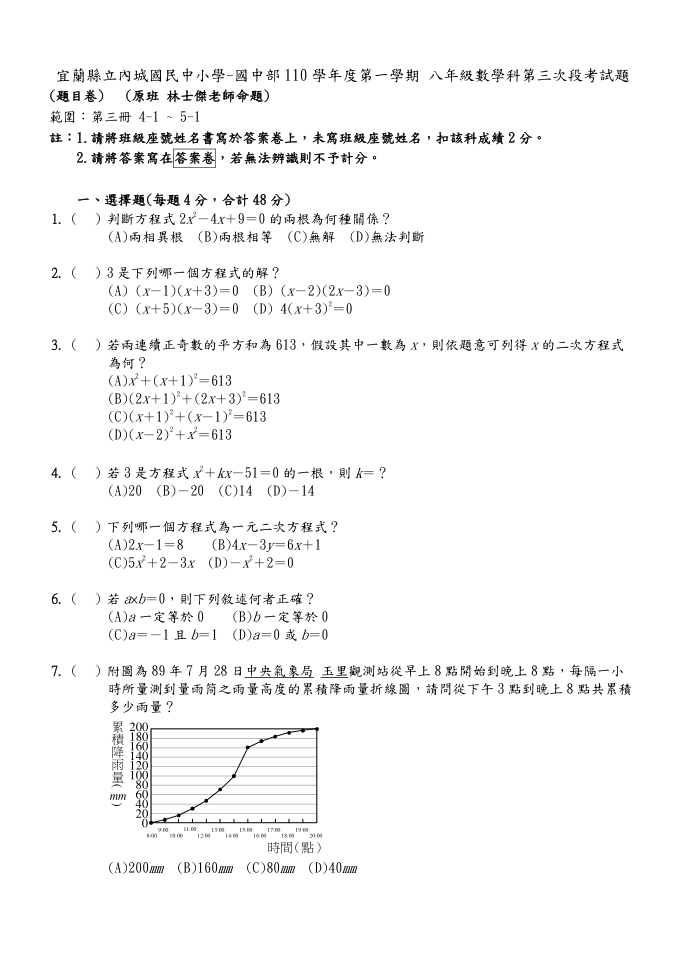 宜蘭縣立內城國民中小學-國中部 110 學年度第一學期 八年級數學科第三次段考試題
(題目卷) (原班 林士傑老師命題)
範圍：第三冊 4-1 ~ 5-1
註：1.請將班級座號姓名書寫於答案卷上，未寫班級座號姓名，扣該科成績 2 分。
2.請將答案寫在答案卷，若無法辨識則不予計分。
一、選擇題(每題 4 分，合計 48 分)
1. ( )判斷方程式 2x²－4x＋9＝0 的兩根為何種關係？
(A)兩相異根 (B)兩根相等 (C)無解 (D)無法判斷
2. ( )3 是下列哪一個方程式的解？
(A) (x－1)(x＋3)＝0 (B) (x－2)(2x－3)＝0
(C) (x＋5)(x－3)＝0 (D) 4(x＋3)²＝0
3. ( )若兩連續正奇數的平方和為 613，假設其中一數為 x，則依題意可列得 x 的二次方程式
為何？
(A)x²＋(x＋1)²＝613
(B)(2x＋1)²＋(2x＋3)²＝613
(C)(x＋1)²＋(x－1)²＝613
(D)(x－2)²＋x²＝613
4. ( )若 3 是方程式 x²＋kx－51＝0 的一根，則 k＝？
(A)20 (B)－20 (C)14 (D)－14
5. ( )下列哪一個方程式為一元二次方程式？
(A)2x－1＝8 (B)4x－3y＝6x＋1
(C)5x²＋2－3x (D)－x²＋2＝0
6. ( )若 a×b＝0，則下列敘述何者正確？
(A)a 一定等於 0 (B)b 一定等於 0
(C)a＝－1 且 b＝1 (D)a＝0 或 b＝0
7. ( )附圖為 89 年 7 月 28 日中央氣象局 玉里觀測站從早上 8 點開始到晚上 8 點，每隔一小
時所量測到量雨筒之雨量高度的累積降雨量折線圖，請問從下午 3 點到晚上 8 點共累積
多少雨量？
累積降雨量(mm)
200
180
160
140
120
100
80
60
40
20
0
9:00 11:00 13:00 15:00 17:00 19:00
8:00 10:00 12:00 14:00 16:00 18:00 20:00
時間(點)
(A)200mm (B)160mm (C)80mm (D)40mm